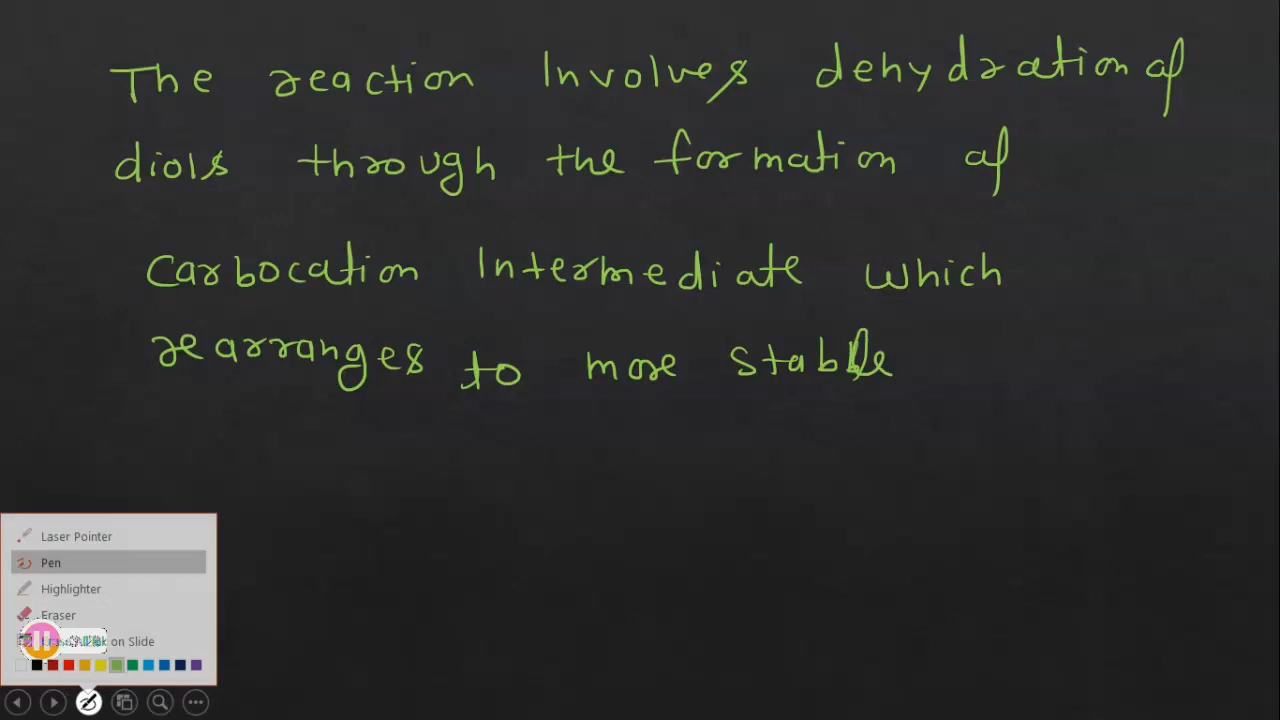 The reaction Involves dehydration of
diols through the formation of
Carbocation Intermediate which
rearranges to more stable
Laser Pointer
Pen
Highlighter
Eraser
on Slide